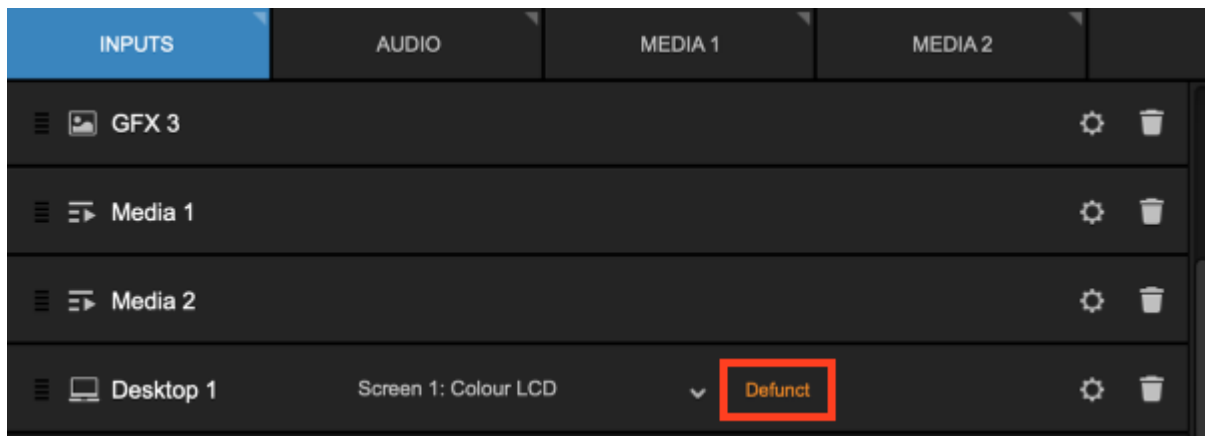 INPUTS AUDIO MEDIA 1 MEDIA 2
GFX 3
Media 1
Media 2
Desktop 1 Screen 1: Colour LCD Defunct